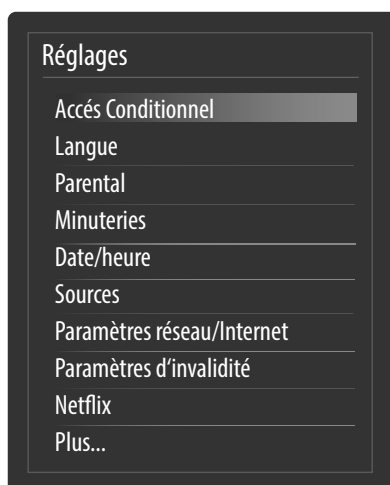 Réglages
Accés Conditionnel
Langue
Parental
Minuteries
Date/heure
Sources
Paramètres réseau/Internet
Paramètres d‘invalidité
Netflix
Plus...